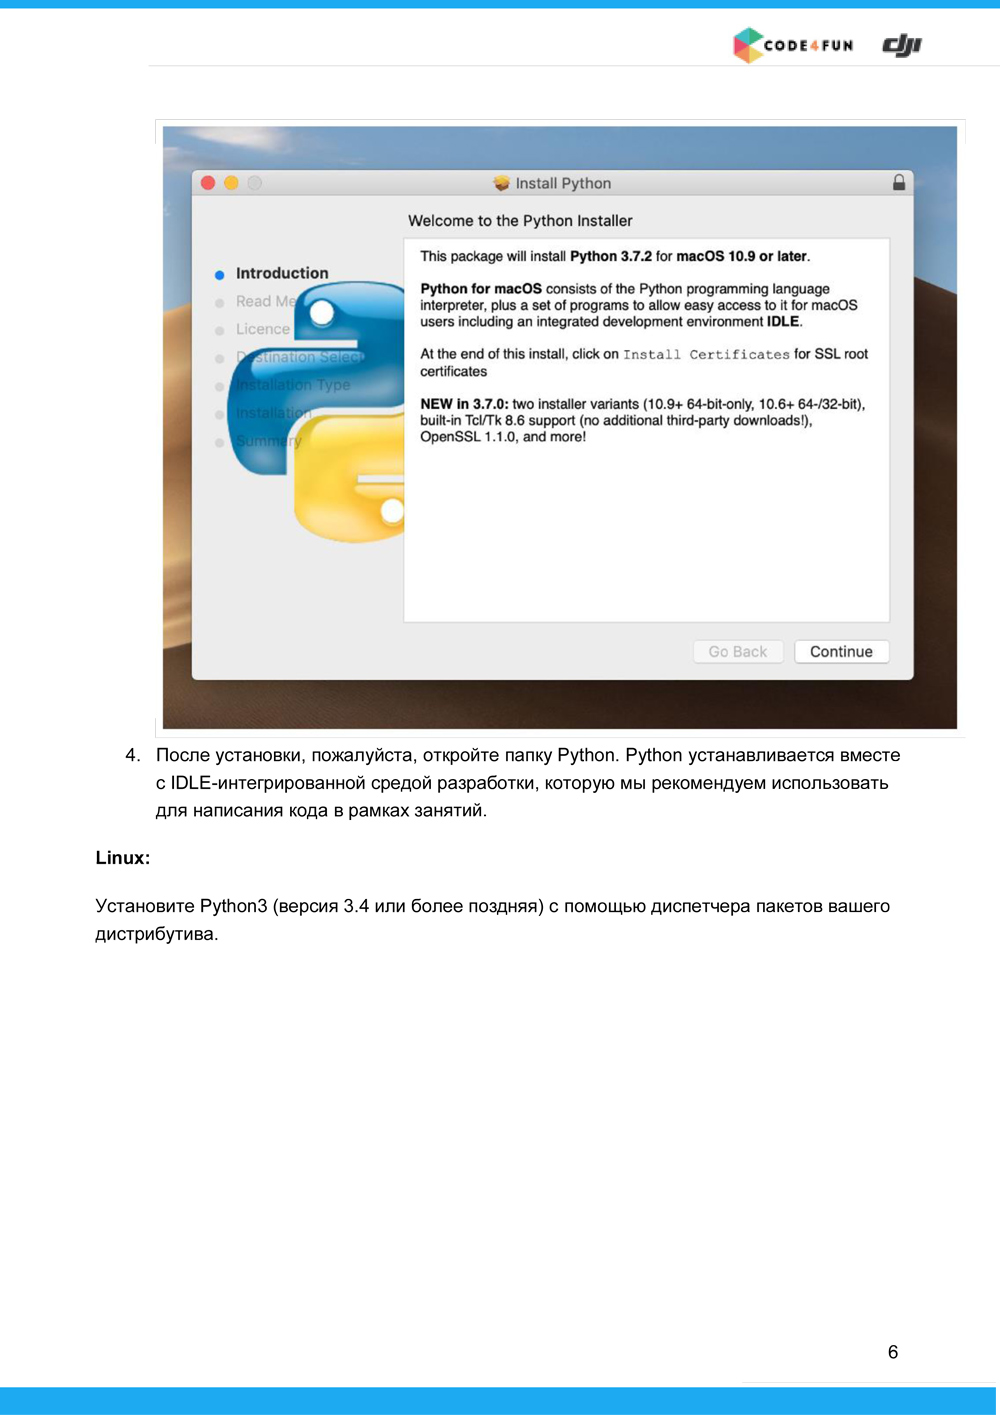 CODE4FUN dji
Install Python
Welcome to the Python Installer
Introduction
Read Me
Licence
Destination Select
Installation Type
Installation
Summary
This package will install Python 3.7.2 for macOS 10.9 or later.
Python for macOS consists of the Python programming language
interpreter, plus a set of programs to allow easy access to it for macOS
users including an integrated development environment IDLE.
At the end of this install, click on Install Certificates for SSL root
certificates
NEW in 3.7.0: two installer variants (10.9+ 64-bit-only, 10.6+ 64-/32-bit),
built-in Tcl/Tk 8.6 support (no additional third-party downloads!),
OpenSSL 1.1.0, and more!
Go Back Continue
4. После установки, пожалуйста, откройте папку Python. Python устанавливается вместе
с IDLE-интегрированной средой разработки, которую мы рекомендуем использовать
для написания кода в рамках занятий.
Linux:
Установите Python3 (версия 3.4 или более поздняя) с помощью диспетчера пакетов вашего
дистрибутива.
6